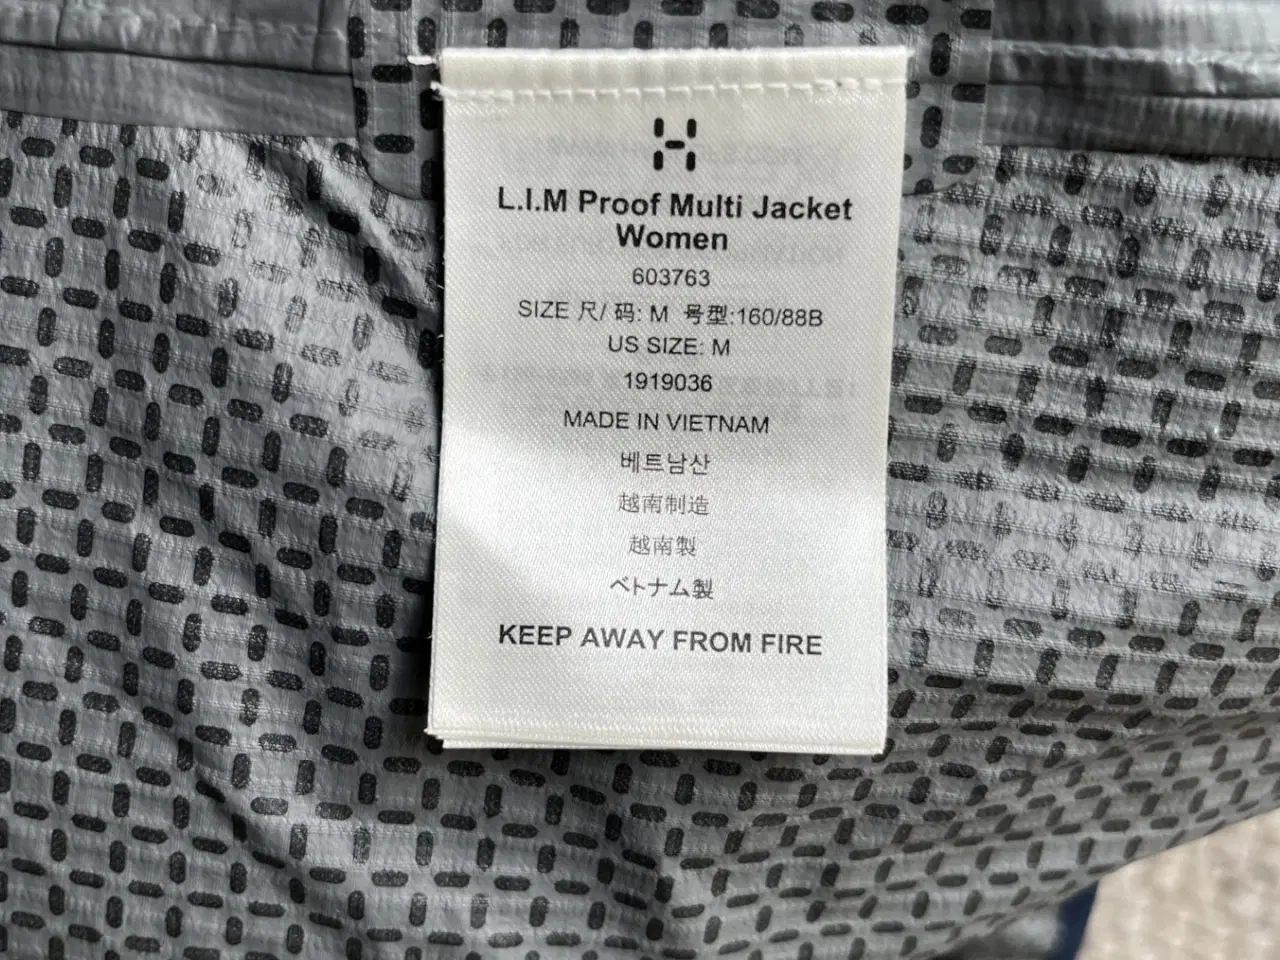 L.I.M Proof Multi Jacket
Women
603763
SIZE 尺/ 码: M 号型:160/88B
US SIZE: M
1919036
MADE IN VIETNAM
베트남산
越南制造
越南製
ベトナム製
KEEP AWAY FROM FIRE